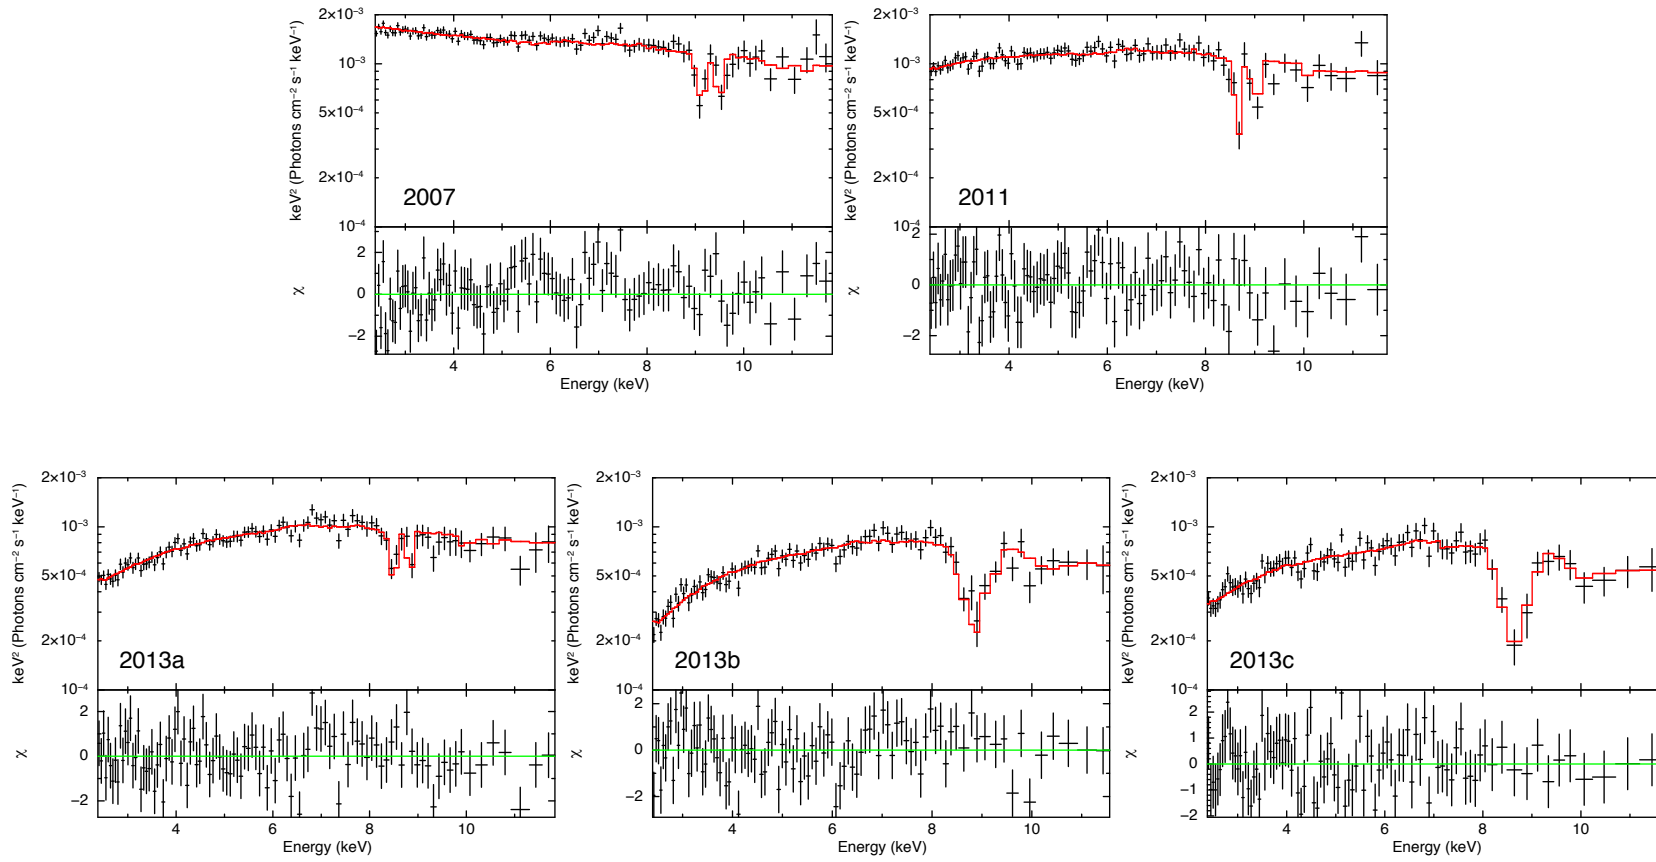 2×10⁻³
10⁻³
5×10⁻⁴
2×10⁻⁴
10⁻⁴
keV² (Photons cm⁻² s⁻¹ keV⁻¹)
2007
2
0
−2
χ
4 6 8 10
Energy (keV)
2×10⁻³
10⁻³
5×10⁻⁴
2×10⁻⁴
10⁻⁴
keV² (Photons cm⁻² s⁻¹ keV⁻¹)
2011
2
0
−2
χ
4 6 8 10
Energy (keV)
2×10⁻³
10⁻³
5×10⁻⁴
2×10⁻⁴
10⁻⁴
keV² (Photons cm⁻² s⁻¹ keV⁻¹)
2013a
2
0
−2
χ
4 6 8 10
Energy (keV)
2×10⁻³
10⁻³
5×10⁻⁴
2×10⁻⁴
10⁻⁴
keV² (Photons cm⁻² s⁻¹ keV⁻¹)
2013b
2
0
−2
χ
4 6 8 10
Energy (keV)
2×10⁻³
10⁻³
5×10⁻⁴
2×10⁻⁴
10⁻⁴
keV² (Photons cm⁻² s⁻¹ keV⁻¹)
2013c
2
1
0
−1
−2
χ
4 6 8 10
Energy (keV)